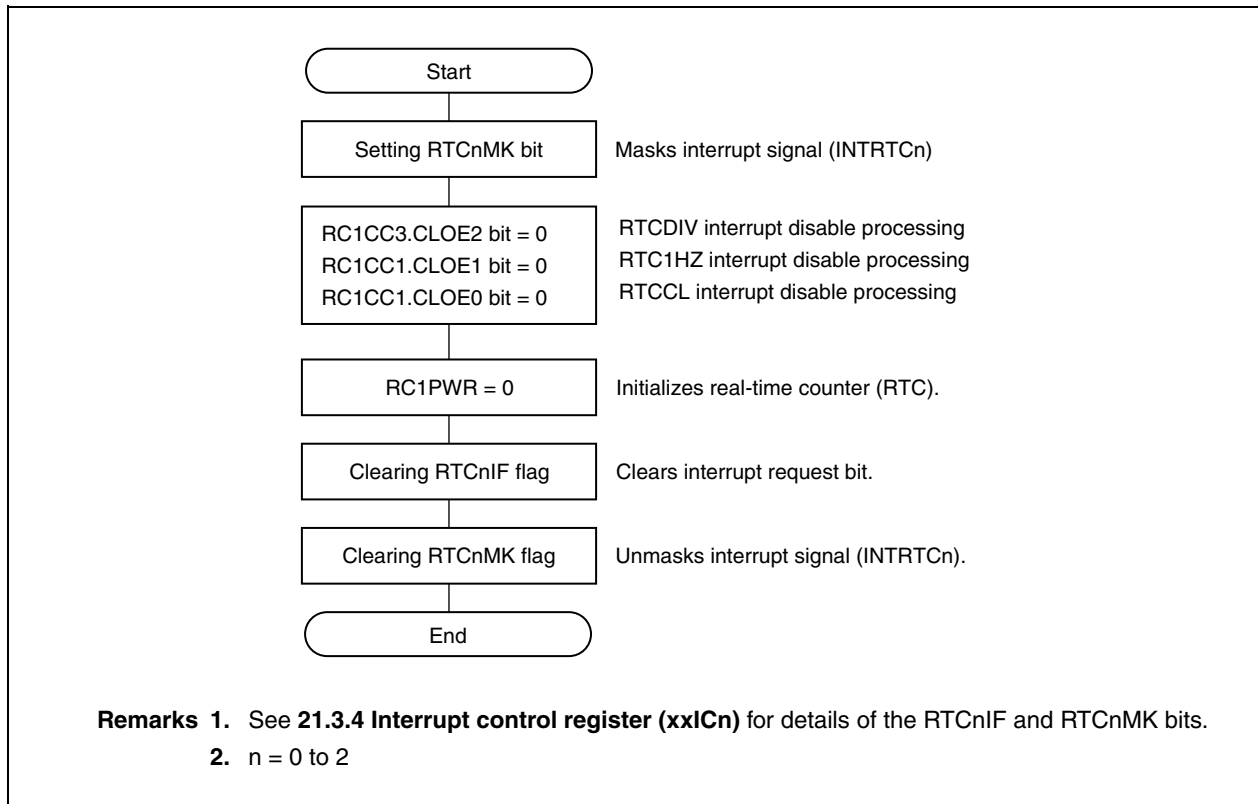 Start
Setting RTCnMK bit
Masks interrupt signal (INTRTCn)
RC1CC3.CLOE2 bit = 0
RTCDIV interrupt disable processing
RC1CC1.CLOE1 bit = 0
RTC1HZ interrupt disable processing
RC1CC1.CLOE0 bit = 0
RTCCL interrupt disable processing
RC1PWR = 0
Initializes real-time counter (RTC).
Clearing RTCnIF flag
Clears interrupt request bit.
Clearing RTCnMK flag
Unmasks interrupt signal (INTRTCn).
End
Remarks 1. See 21.3.4 Interrupt control register (xxICn) for details of the RTCnIF and RTCnMK bits.
2. n = 0 to 2